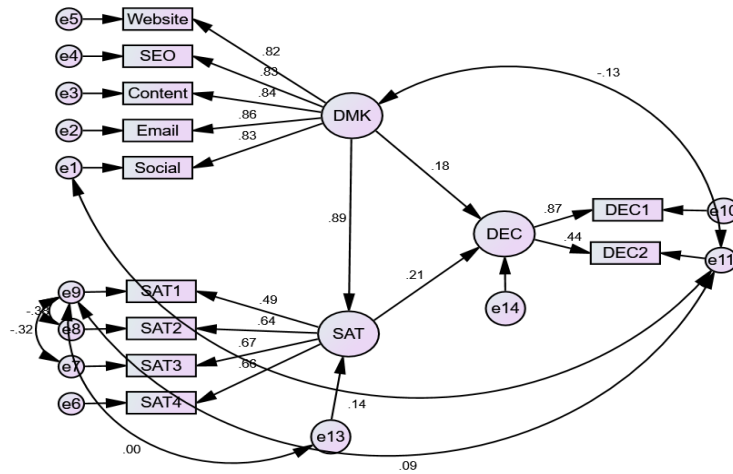 e5 Website
.82
e4 SEO
.83
-.13
e3 Content
.84
DMK
e2 Email
.86
.83
e1 Social
.18
.87 DEC1 e10
DEC
.89
.44 DEC2 e11
.21
e9 SAT1
.49
e14
-.32
e8 SAT2
.64
SAT
.67
e7 SAT3
.66
e6 SAT4
.14
e13
.00
.09